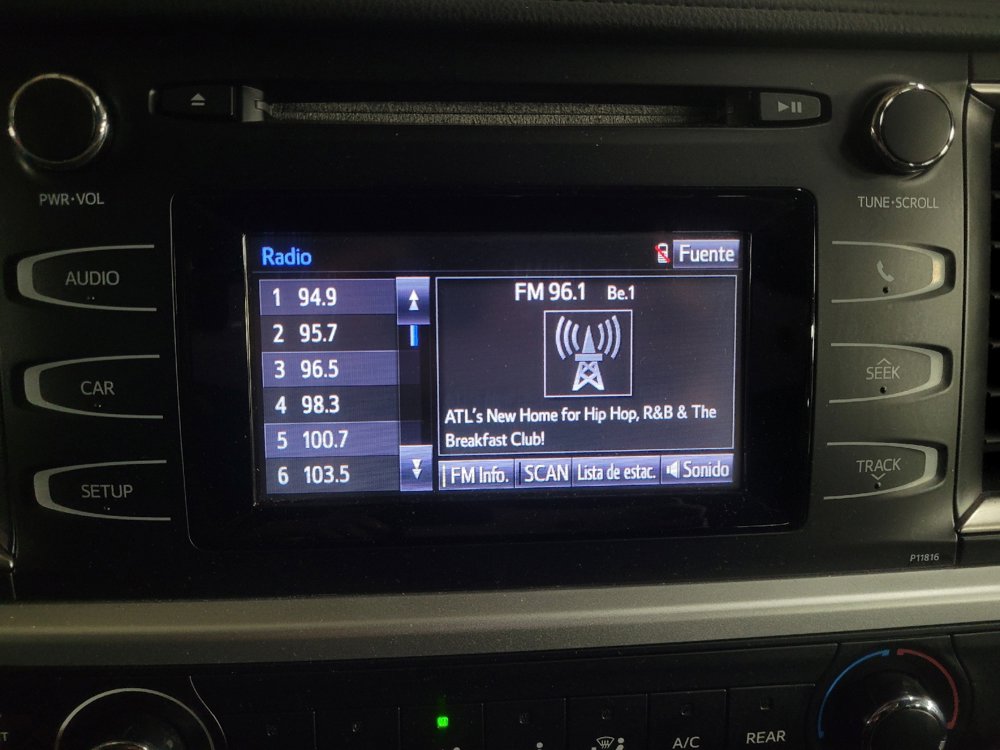 PWR•VOL
TUNE•SCROLL
AUDIO
CAR
SETUP
SEEK
TRACK
Radio
Fuente
1 94.9
2 95.7
3 96.5
4 98.3
5 100.7
6 103.5
FM 96.1 Be.1
ATL's New Home for Hip Hop, R&B & The
Breakfast Club!
FM Info. SCAN Lista de estac. Sonido
P11816
A/C
REAR